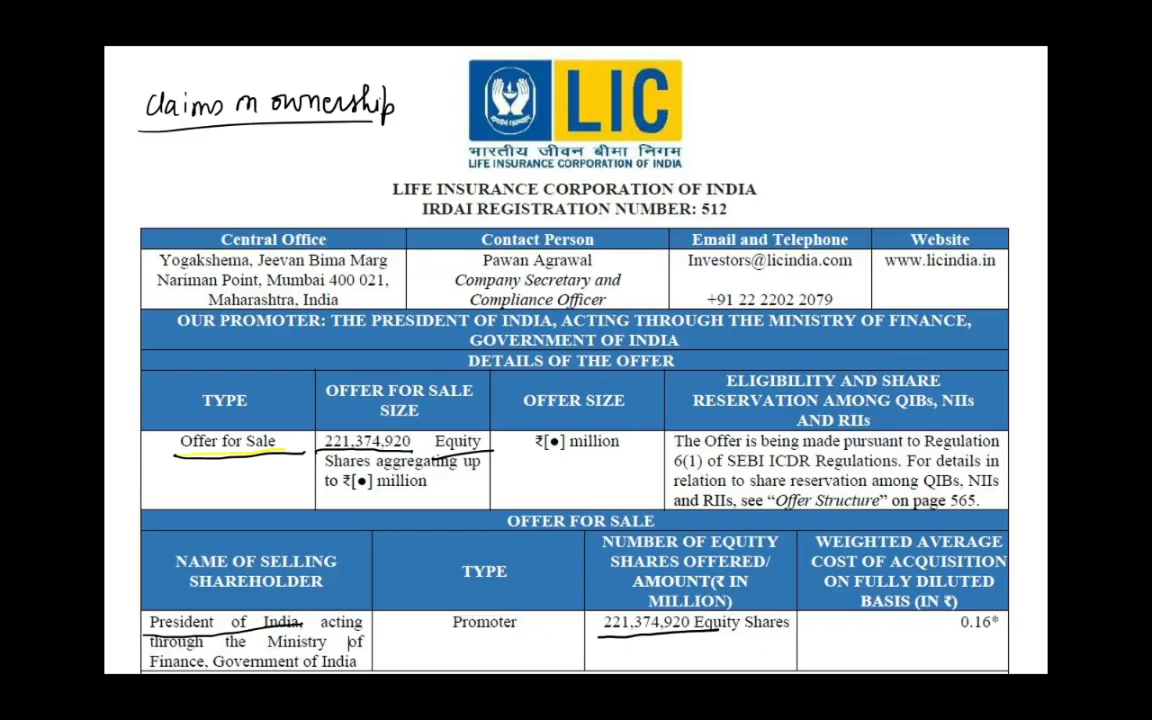 claims on ownership
LIC
भारतीय जीवन बीमा निगम
LIFE INSURANCE CORPORATION OF INDIA
LIFE INSURANCE CORPORATION OF INDIA
IRDAI REGISTRATION NUMBER: 512
Central Office Contact Person Email and Telephone Website
Yogakshema, Jeevan Bima Marg Pawan Agrawal Investors@licindia.com www.licindia.in
Nariman Point, Mumbai 400 021, Company Secretary and
Maharashtra, India Compliance Officer +91 22 2202 2079
OUR PROMOTER: THE PRESIDENT OF INDIA, ACTING THROUGH THE MINISTRY OF FINANCE,
GOVERNMENT OF INDIA
DETAILS OF THE OFFER
TYPE
OFFER FOR SALE
SIZE
OFFER SIZE
ELIGIBILITY AND SHARE
RESERVATION AMONG QIBs, NIIs
AND RIIs
Offer for Sale
221,374,920 Equity
Shares aggregating up
to ₹[●] million
₹[●] million
The Offer is being made pursuant to Regulation
6(1) of SEBI ICDR Regulations. For details in
relation to share reservation among QIBs, NIIs
and RIIs, see “Offer Structure” on page 565.
OFFER FOR SALE
NAME OF SELLING
SHAREHOLDER
TYPE
NUMBER OF EQUITY
SHARES OFFERED/
AMOUNT(₹ IN
MILLION)
WEIGHTED AVERAGE
COST OF ACQUISITION
ON FULLY DILUTED
BASIS (IN ₹)
President of India, acting
through the Ministry of
Finance, Government of India
Promoter
221,374,920 Equity Shares
0.16*